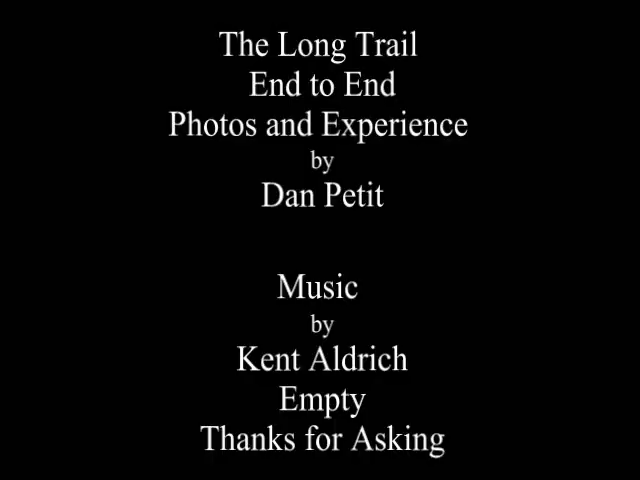 The Long Trail
End to End
Photos and Experience
by
Dan Petit
Music
by
Kent Aldrich
Empty
Thanks for Asking